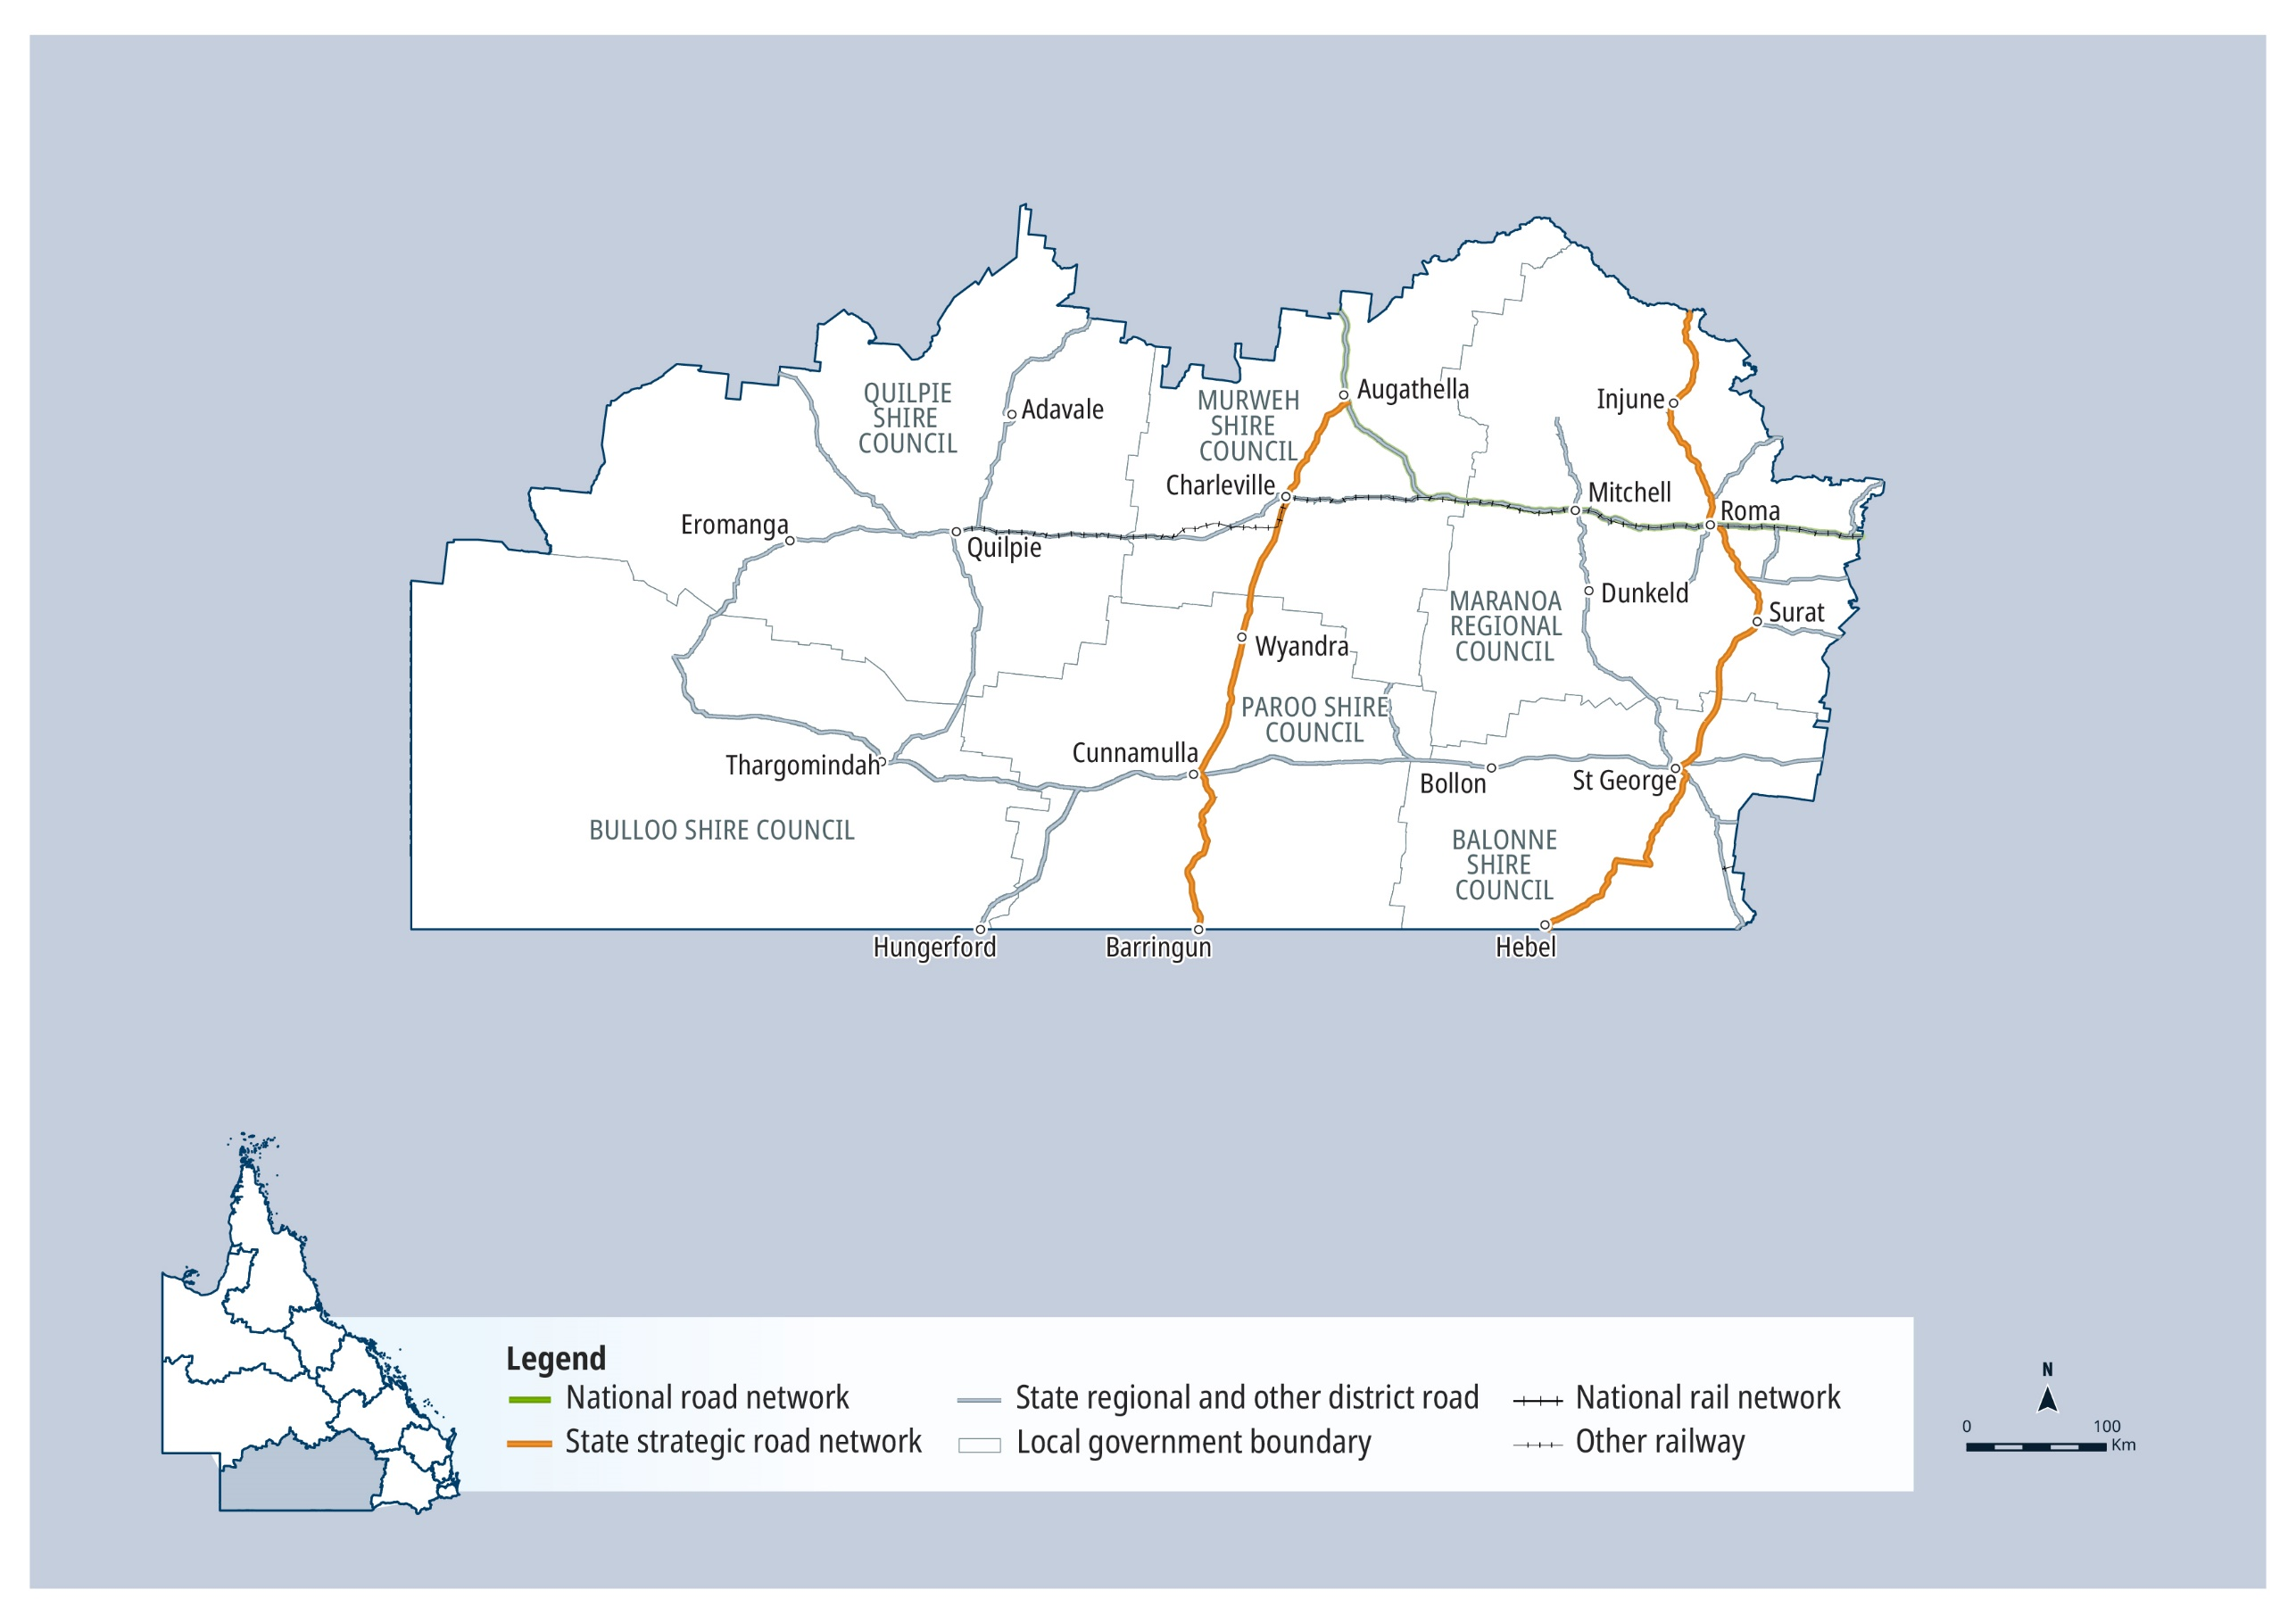 QUILPIE
SHIRE
COUNCIL
Adavale
MURWEH
SHIRE
COUNCIL
Augathella
Injune
Charleville
Mitchell
Roma
Eromanga
Quilpie
Dunkeld
MARANOA
REGIONAL
COUNCIL
Surat
Wyandra
PAROO SHIRE
COUNCIL
Cunnamulla
Thargomindah
Bollon
St George
BULLOO SHIRE COUNCIL
BALONNE
SHIRE
COUNCIL
Hungerford
Barringun
Hebel
Legend
National road network
State strategic road network
State regional and other district road
Local government boundary
National rail network
Other railway
N
0 100
Km